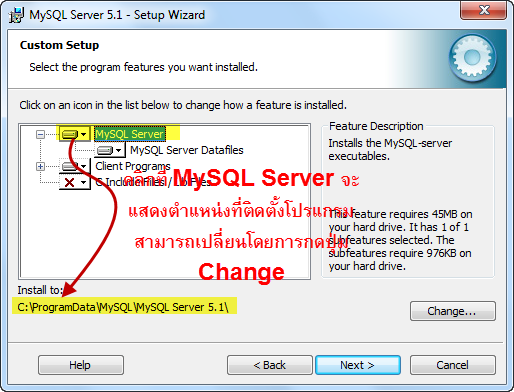 MySQL Server 5.1 - Setup Wizard
Custom Setup
Select the program features you want installed.
Click on an icon in the list below to change how a feature is installed.
MySQL Server
MySQL Server Datafiles
Client Programs
C Include Files / Lib Files
คลิกที่ MySQL Server จะ
แสดงตำแหน่งที่ติดตั้งโปรแกรม
สามารถเปลี่ยนโดยการกดปุ่ม
Change
Feature Description
Installs the MySQL-server
executables.
This feature requires 45MB on
your hard drive. It has 1 of 1
subfeatures selected. The
subfeatures require 976KB on
your hard drive.
Install to:
C:\ProgramData\MySQL\MySQL Server 5.1\
Change...
Help
< Back
Next >
Cancel